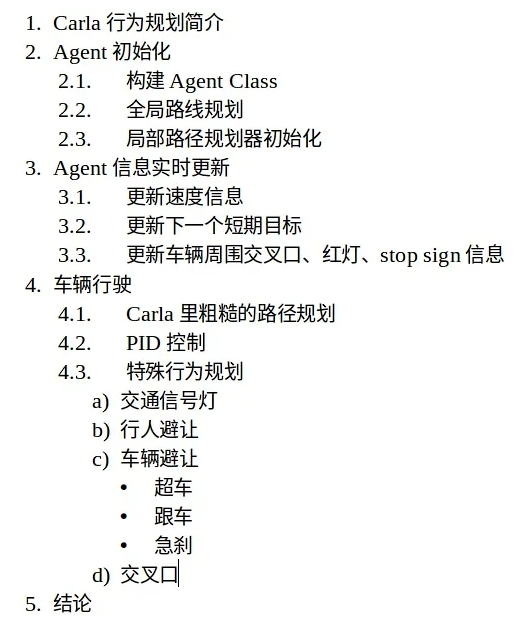 1. Carla 行为规划简介
2. Agent 初始化
2.1. 构建 Agent Class
2.2. 全局路线规划
2.3. 局部路径规划器初始化
3. Agent 信息实时更新
3.1. 更新速度信息
3.2. 更新下一个短期目标
3.3. 更新车辆周围交叉口、红灯、stop sign 信息
4. 车辆行驶
4.1. Carla 里粗糙的路径规划
4.2. PID 控制
4.3. 特殊行为规划
a) 交通信号灯
b) 行人避让
c) 车辆避让
• 超车
• 跟车
• 急刹
d) 交叉口
5. 结论